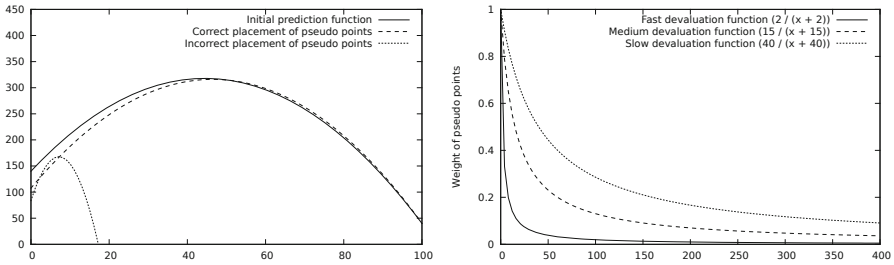 450
400
350
300
250
200
150
100
50
0
0 20 40 60 80 100
Initial prediction function
Correct placement of pseudo points
Incorrect placement of pseudo points
Weight of pseudo points
1
0.8
0.6
0.4
0.2
0
0 50 100 150 200 250 300 350 400
Fast devaluation function (2 / (x + 2))
Medium devaluation function (15 / (x + 15))
Slow devaluation function (40 / (x + 40))